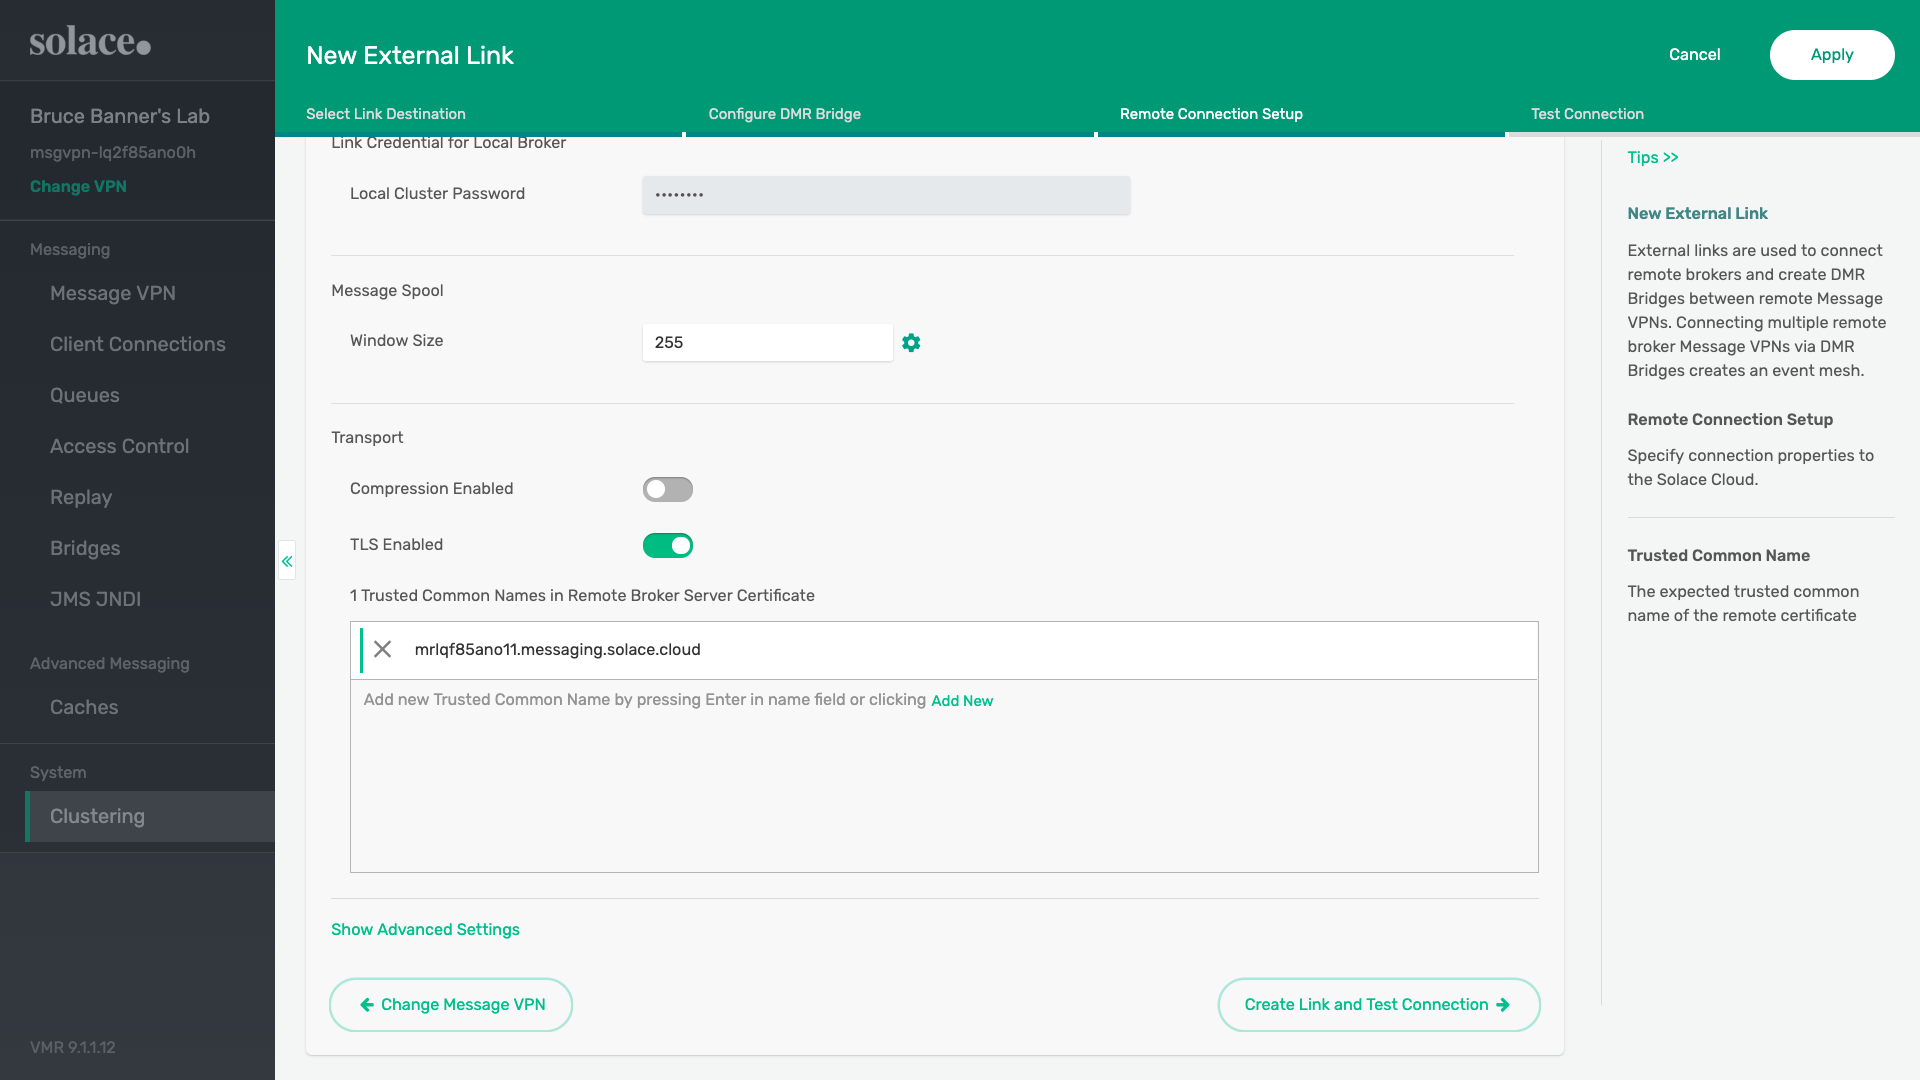 solace.
Bruce Banner's Lab
msgvpn-lq2f85ano0h
Change VPN
Messaging
Message VPN
Client Connections
Queues
Access Control
Replay
Bridges
JMS JNDI
Advanced Messaging
Caches
System
Clustering
VMR 9.1.1.12
New External Link
Cancel
Apply
Select Link Destination
Configure DMR Bridge
Remote Connection Setup
Test Connection
Link Credential for Local Broker
Local Cluster Password
••••••••
Message Spool
Window Size
255
Transport
Compression Enabled
TLS Enabled
1 Trusted Common Names in Remote Broker Server Certificate
mrlqf85ano11.messaging.solace.cloud
Add new Trusted Common Name by pressing Enter in name field or clicking Add New
Show Advanced Settings
Change Message VPN
Create Link and Test Connection
Tips >>
New External Link
External links are used to connect
remote brokers and create DMR
Bridges between remote Message
VPNs. Connecting multiple remote
broker Message VPNs via DMR
Bridges creates an event mesh.
Remote Connection Setup
Specify connection properties to
the Solace Cloud.
Trusted Common Name
The expected trusted common
name of the remote certificate